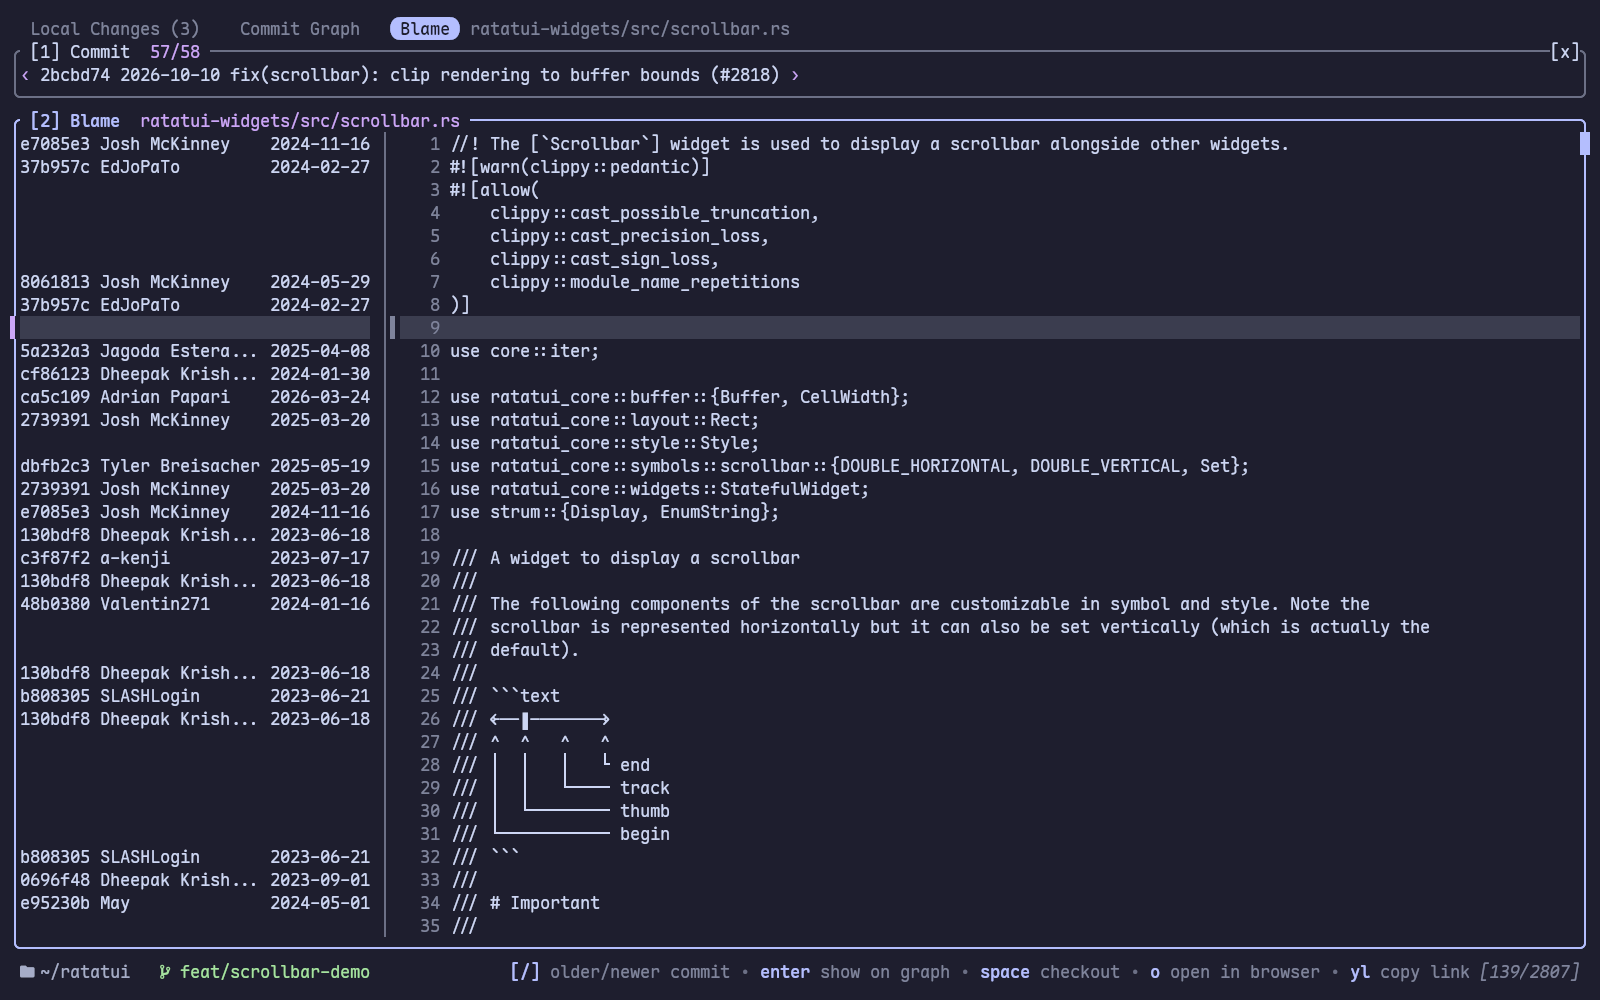 Local Changes (3)    Commit Graph    Blame ratatui-widgets/src/scrollbar.rs
[1] Commit  57/58 [x]
‹ 2bcbd74 2026-10-10 fix(scrollbar): clip rendering to buffer bounds (#2818) ›
[2] Blame  ratatui-widgets/src/scrollbar.rs
e7085e3 Josh McKinney    2024-11-16 │    1 //! The [`Scrollbar`] widget is used to display a scrollbar alongside other widgets.
37b957c EdJoPaTo         2024-02-27 │    2 #![warn(clippy::pedantic)]
│    3 #![allow(
│    4     clippy::cast_possible_truncation,
│    5     clippy::cast_precision_loss,
│    6     clippy::cast_sign_loss,
8061813 Josh McKinney    2024-05-29 │    7     clippy::module_name_repetitions
37b957c EdJoPaTo         2024-02-27 │    8 )]
│    9
5a232a3 Jagoda Estera... 2025-04-08 │   10 use core::iter;
cf86123 Dheepak Krish... 2024-01-30 │   11
ca5c109 Adrian Papari    2026-03-24 │   12 use ratatui_core::buffer::{Buffer, CellWidth};
2739391 Josh McKinney    2025-03-20 │   13 use ratatui_core::layout::Rect;
│   14 use ratatui_core::style::Style;
dbfb2c3 Tyler Breisacher 2025-05-19 │   15 use ratatui_core::symbols::scrollbar::{DOUBLE_HORIZONTAL, DOUBLE_VERTICAL, Set};
2739391 Josh McKinney    2025-03-20 │   16 use ratatui_core::widgets::StatefulWidget;
e7085e3 Josh McKinney    2024-11-16 │   17 use strum::{Display, EnumString};
130bdf8 Dheepak Krish... 2023-06-18 │   18
c3f87f2 a-kenji          2023-07-17 │   19 /// A widget to display a scrollbar
130bdf8 Dheepak Krish... 2023-06-18 │   20 ///
48b0380 Valentin271      2024-01-16 │   21 /// The following components of the scrollbar are customizable in symbol and style. Note the
│   22 /// scrollbar is represented horizontally but it can also be set vertically (which is actually the
│   23 /// default).
130bdf8 Dheepak Krish... 2023-06-18 │   24 ///
b808305 SLASHLogin       2023-06-21 │   25 /// ```text
130bdf8 Dheepak Krish... 2023-06-18 │   26 /// <--▐------->
│   27 /// ^  ^   ^   ^
│   28 /// │  │   │   └ end
│   29 /// │  │   └──── track
│   30 /// │  └──────── thumb
│   31 /// └─────────── begin
b808305 SLASHLogin       2023-06-21 │   32 /// ```
0696f48 Dheepak Krish... 2023-09-01 │   33 ///
e95230b May              2024-05-01 │   34 /// # Important
│   35 ///
~/ratatui    feat/scrollbar-demo    [/] older/newer commit • enter show on graph • space checkout • o open in browser • yl copy link [139/2807]